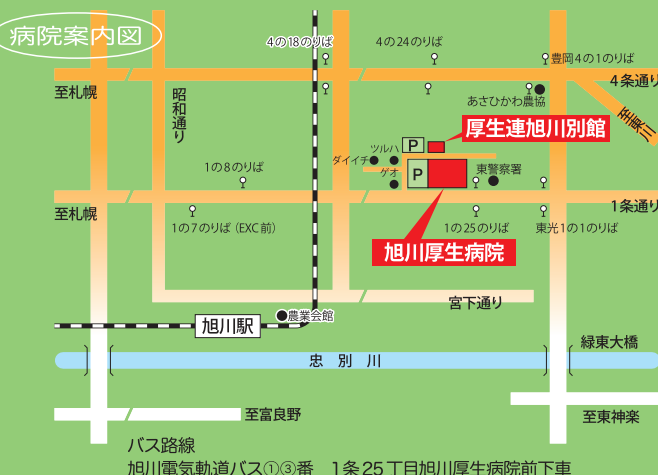 病院案内図
4の18のりば
4の24のりば
豊岡4の1のりば
至札幌
4条通り
昭和通り
あさひかわ農協
至東川
厚生連旭川別館
P
ツルハ
ダイイチ
ゲオ
P
東警察署
1の8のりば
至札幌
1条通り
1の7のりば (EXC前)
1の25のりば
東光1の1のりば
旭川厚生病院
宮下通り
農業会館
旭川駅
緑東大橋
忠別川
至富良野
至東神楽
バス路線
旭川電気軌道バス①③番 1条25丁目旭川厚生病院前下車